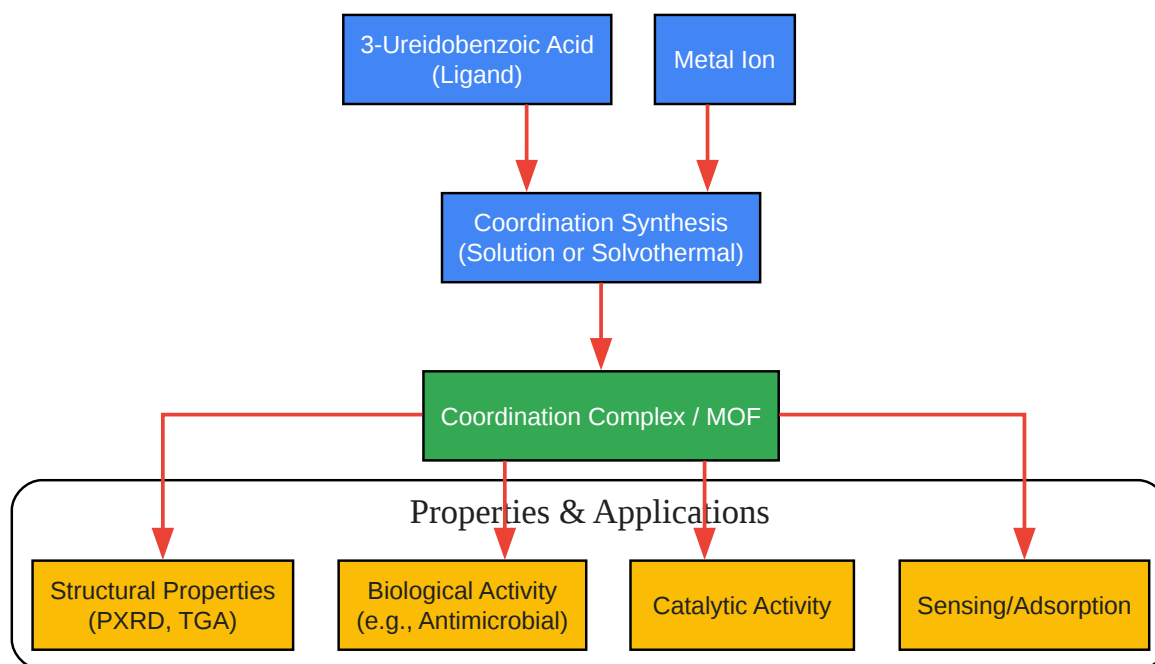 3-Ureidobenzoic Acid
(Ligand)
Metal Ion
Coordination Synthesis
(Solution or Solvothermal)
Coordination Complex / MOF
Properties & Applications
Structural Properties
(PXRD, TGA)
Biological Activity
(e.g., Antimicrobial)
Catalytic Activity
Sensing/Adsorption